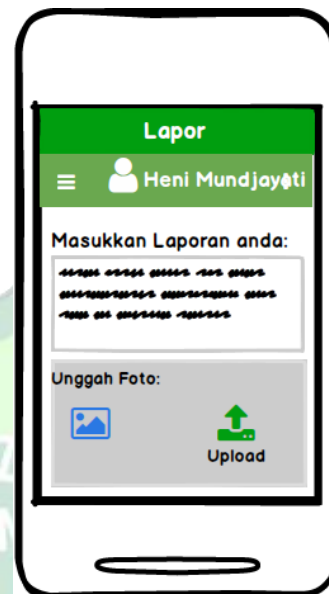 Lapor
Heni Mundjayati
Masukkan Laporan anda:
Unggah Foto:
Upload